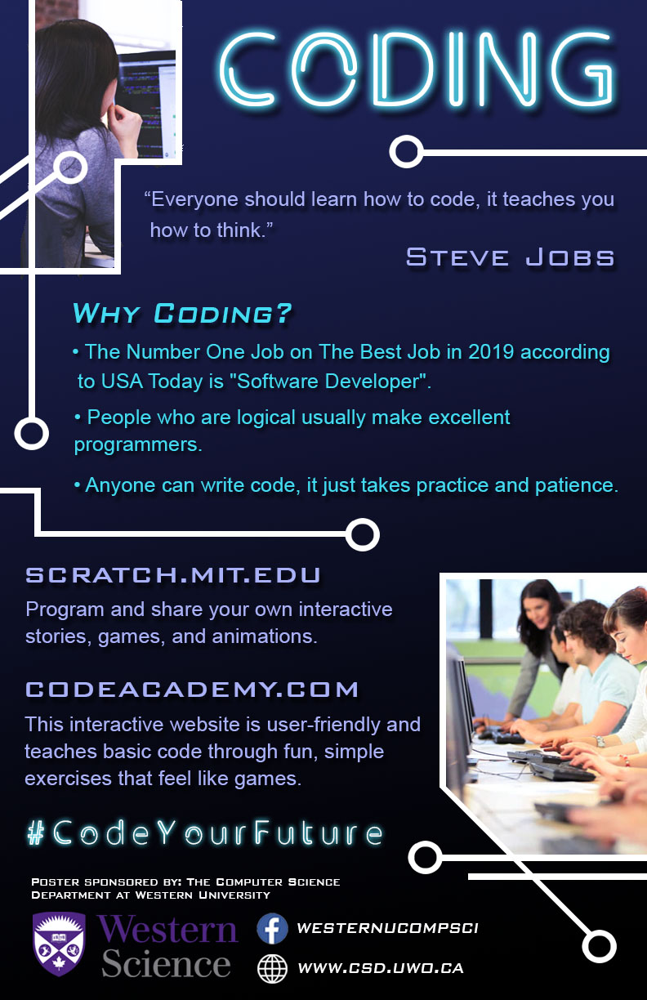 CODING
“Everyone should learn how to code, it teaches you
how to think.”
STEVE JOBS
WHY CODING?
• The Number One Job on The Best Job in 2019 according
to USA Today is "Software Developer".
• People who are logical usually make excellent
programmers.
• Anyone can write code, it just takes practice and patience.
SCRATCH.MIT.EDU
Program and share your own interactive
stories, games, and animations.
CODEACADEMY.COM
This interactive website is user-friendly and
teaches basic code through fun, simple
exercises that feel like games.
#CodeYourFuture
POSTER SPONSORED BY: THE COMPUTER SCIENCE
DEPARTMENT AT WESTERN UNIVERSITY
Western
Science
WESTERNUCOMPSCI
WWW.CSD.UWO.CA